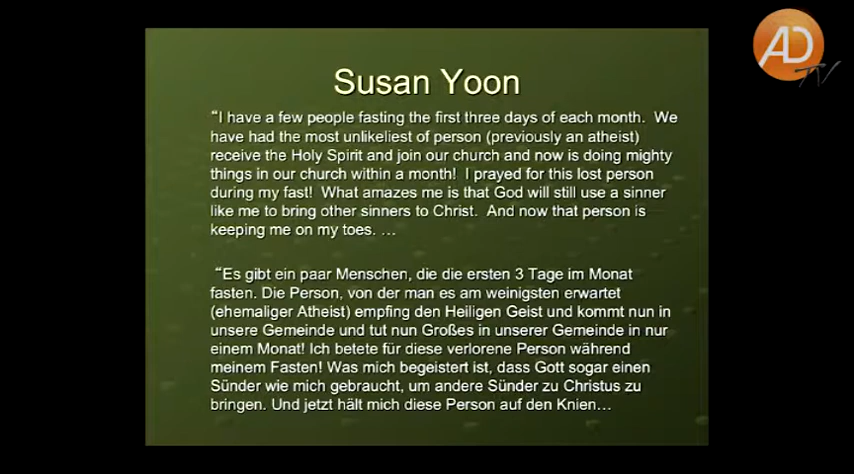 AD
TV
Susan Yoon
“I have a few people fasting the first three days of each month. We
have had the most unlikeliest of person (previously an atheist)
receive the Holy Spirit and join our church and now is doing mighty
things in our church within a month! I prayed for this lost person
during my fast! What amazes me is that God will still use a sinner
like me to bring other sinners to Christ. And now that person is
keeping me on my toes. …
“Es gibt ein paar Menschen, die die ersten 3 Tage im Monat
fasten. Die Person, von der man es am weinigsten erwartet
(ehemaliger Atheist) empfing den Heiligen Geist und kommt nun in
unsere Gemeinde und tut nun Großes in unserer Gemeinde in nur
einem Monat! Ich betete für diese verlorene Person während
meinem Fasten! Was mich begeistert ist, dass Gott sogar einen
Sünder wie mich gebraucht, um andere Sünder zu Christus zu
bringen. Und jetzt hält mich diese Person auf den Knien…